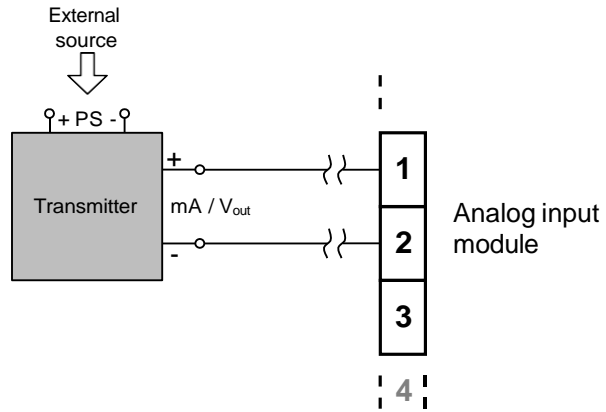 External
source
+ PS -
+
Transmitter
mA / Vout
-
1
2
3
4
Analog input
module